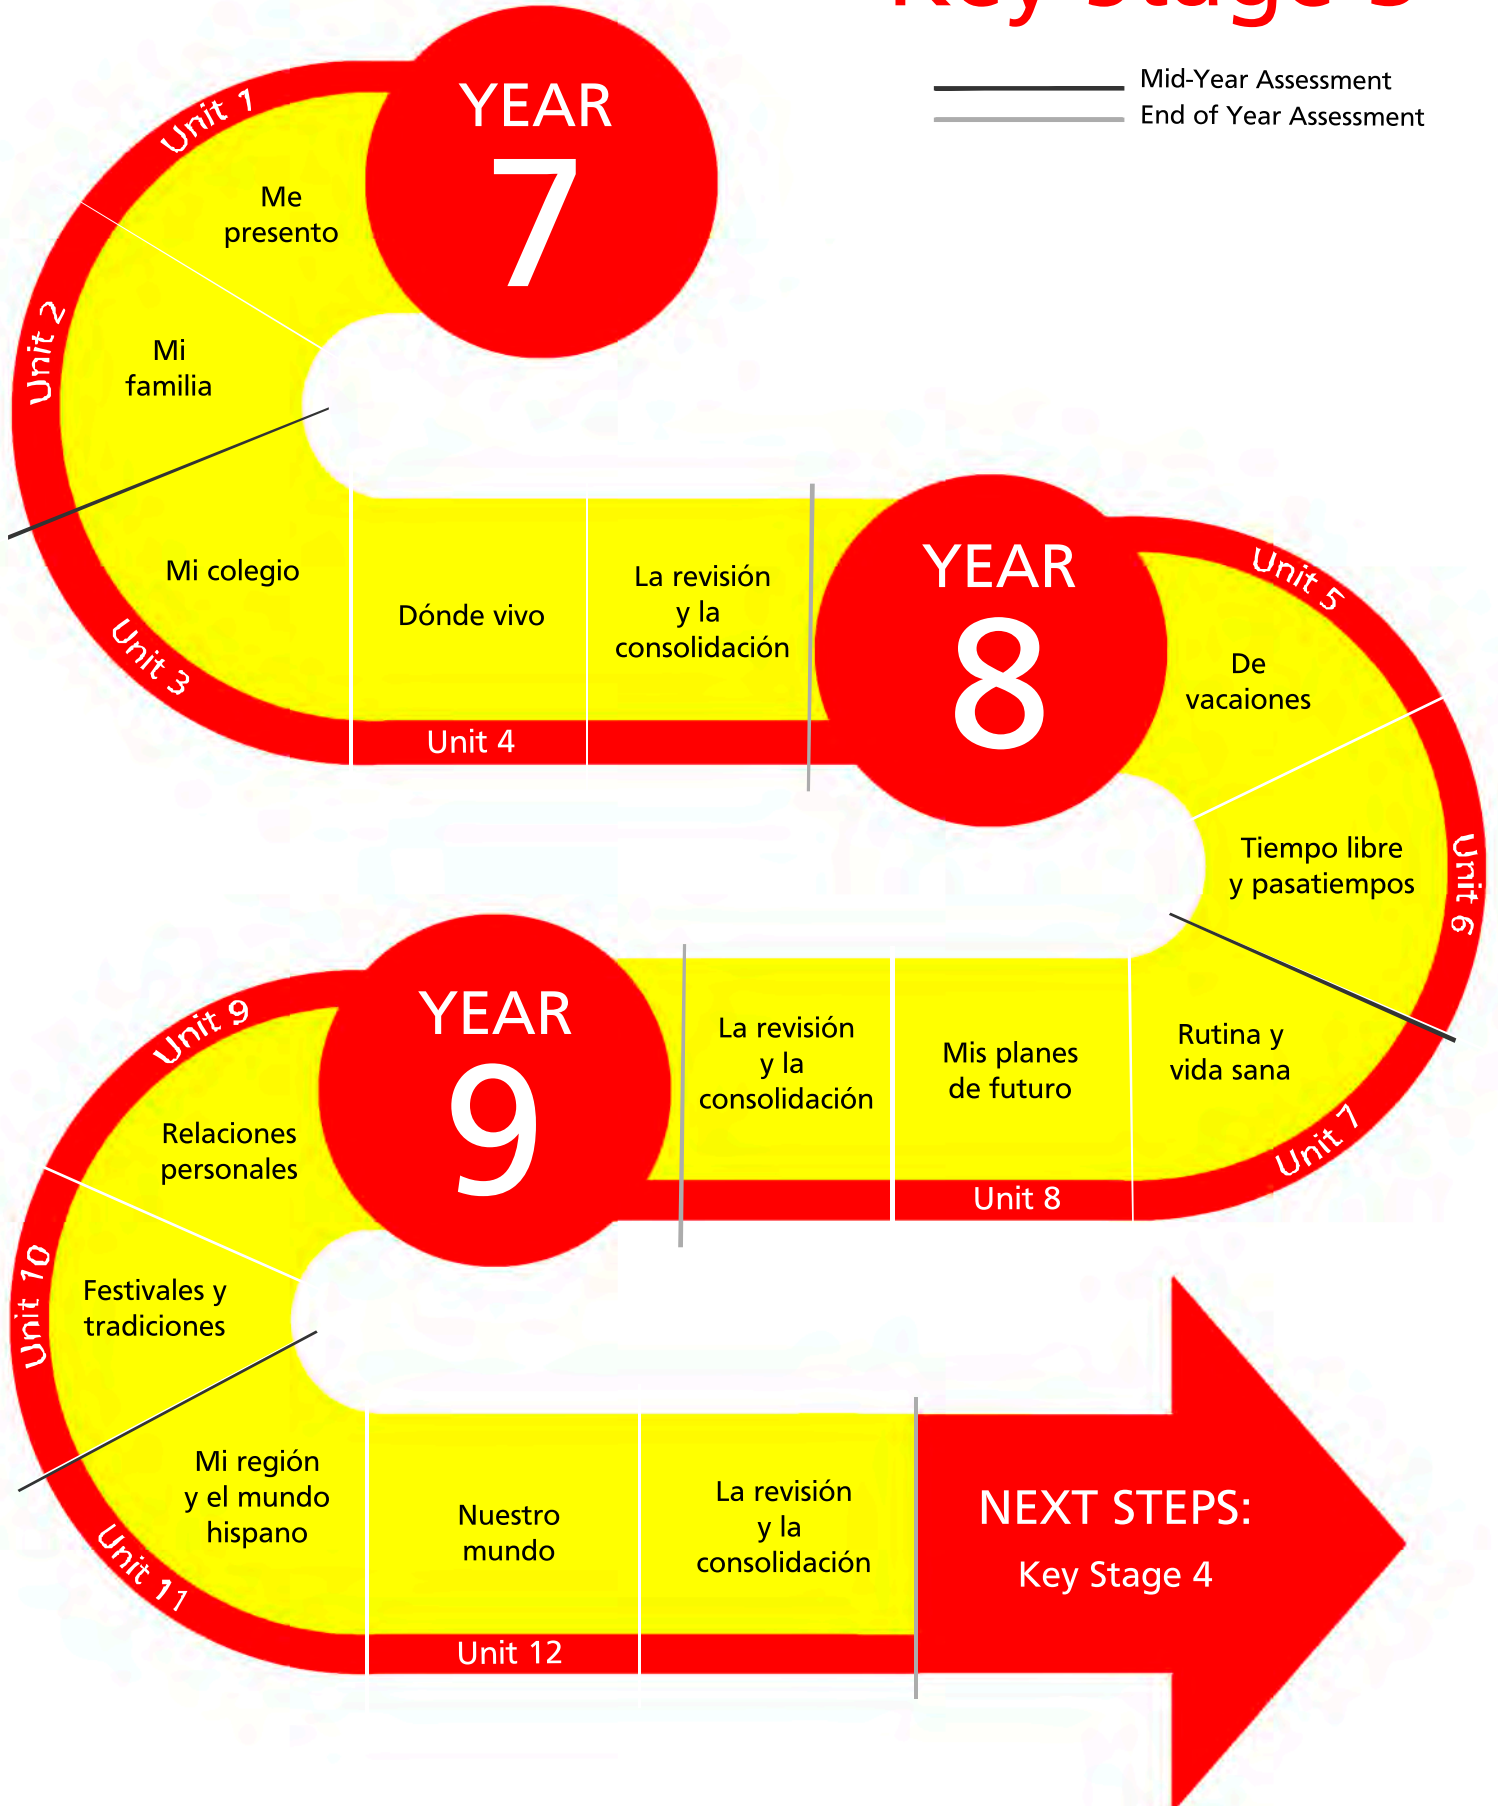 Key Stage 3
Mid-Year Assessment
End of Year Assessment
YEAR
7
Unit 1
Me
presento
Unit 2
Mi
familia
Mi colegio
Unit 3
Dónde vivo
Unit 4
La revisión
y la
consolidación
YEAR
8
Unit 5
De
vacaiones
Tiempo libre
y pasatiempos
Unit 6
Rutina y
vida sana
Unit 7
Mis planes
de futuro
Unit 8
La revisión
y la
consolidación
YEAR
9
Unit 9
Relaciones
personales
Unit 10
Festivales y
tradiciones
Mi región
y el mundo
hispano
Unit 11
Nuestro
mundo
Unit 12
La revisión
y la
consolidación
NEXT STEPS:
Key Stage 4